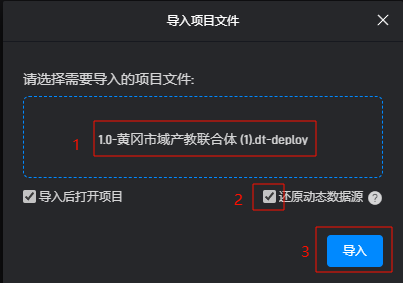 导入项目文件
请选择需要导入的项目文件:
1 1.0-黄冈市域产教联合体 (1).dt-deploy
导入后打开项目 2 还原动态数据源 ?
3 导入